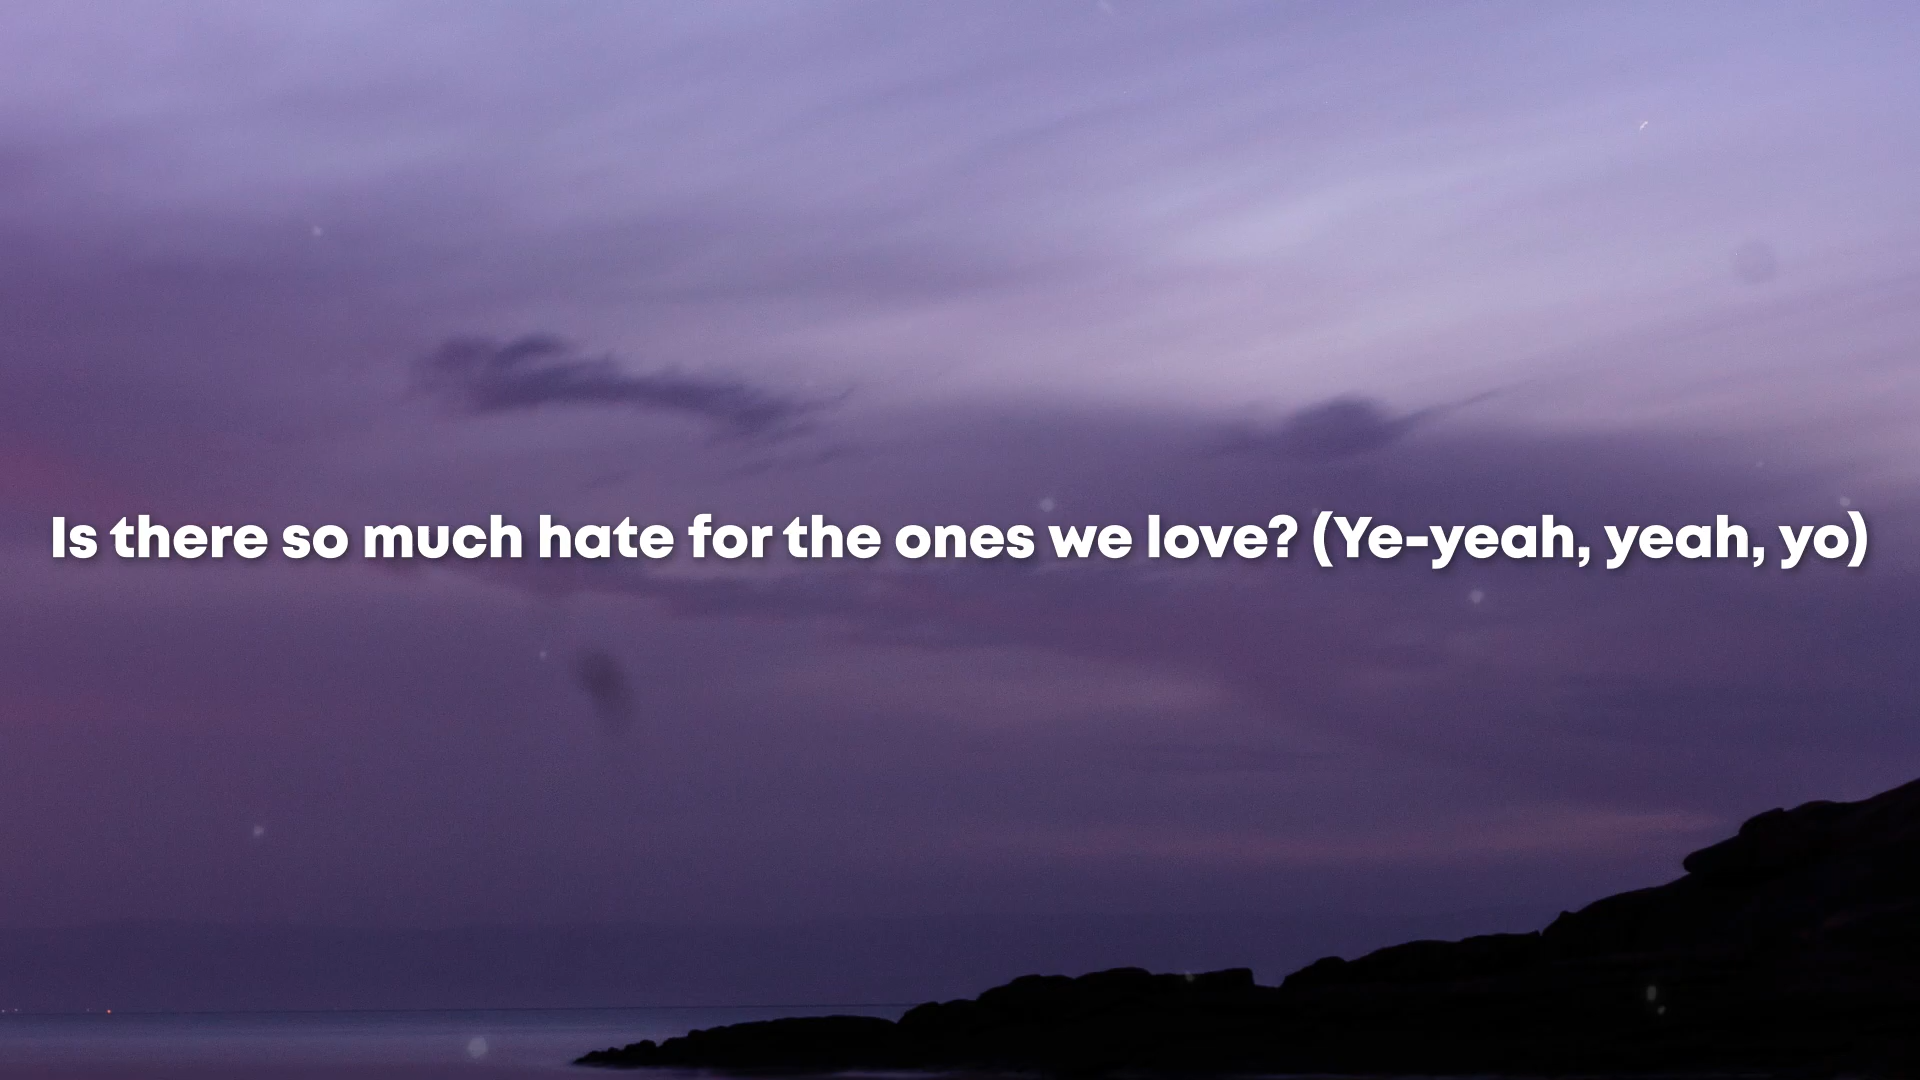 Is there so much hate for the ones we love? (Ye-yeah, yeah, yo)